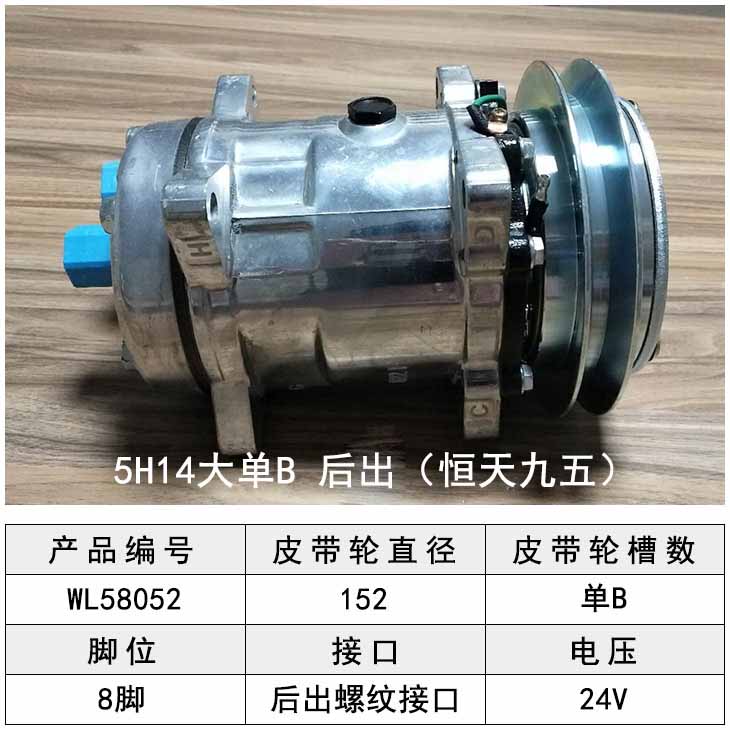 5H14大单B 后出（恒天九五）
产品编号 皮带轮直径 皮带轮槽数
WL58052 152 单B
脚位 接口 电压
8脚 后出螺纹接口 24V
H
D
C